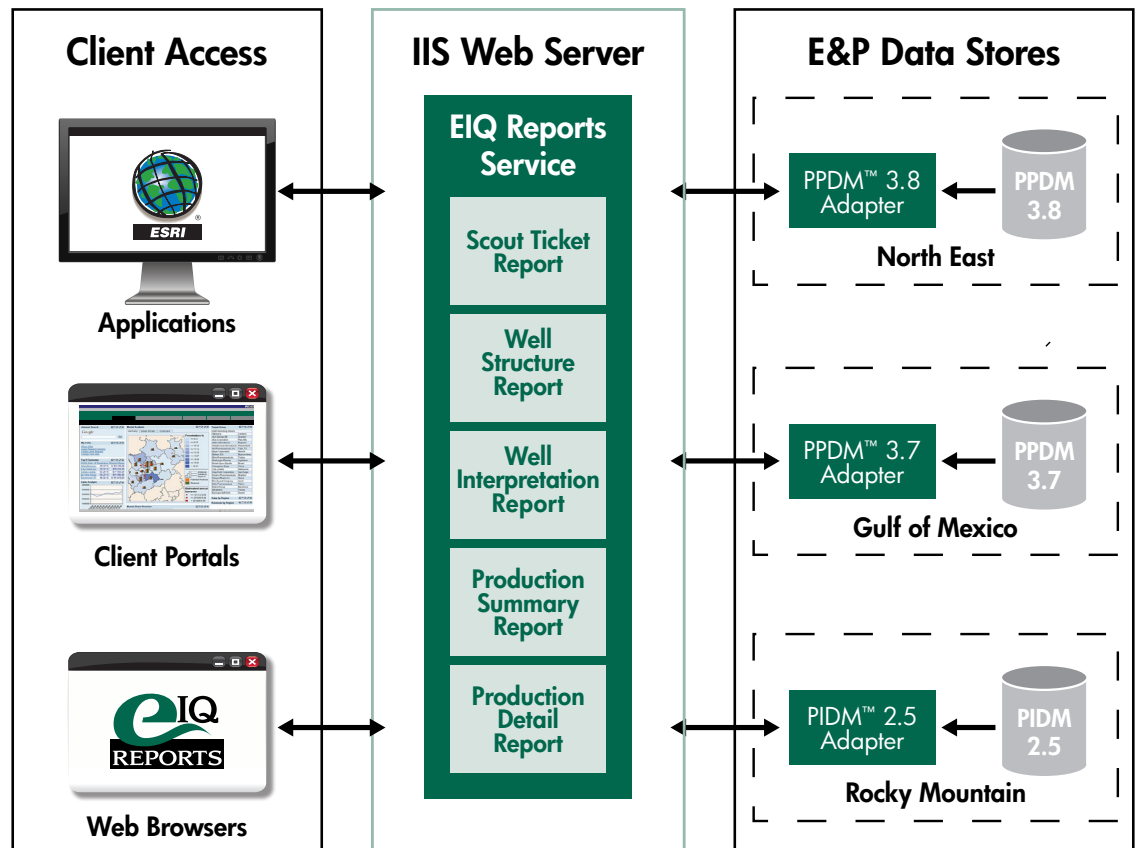 Client Access
ESRI
®
Applications
Client Portals
eIQ
REPORTS
Web Browsers
IIS Web Server
EIQ Reports
Service
Scout Ticket
Report
Well
Structure
Report
Well
Interpretation
Report
Production
Summary
Report
Production
Detail
Report
E&P Data Stores
PPDM™ 3.8
Adapter
PPDM
3.8
North East
PPDM™ 3.7
Adapter
PPDM
3.7
Gulf of Mexico
PIDM™ 2.5
Adapter
PIDM
2.5
Rocky Mountain